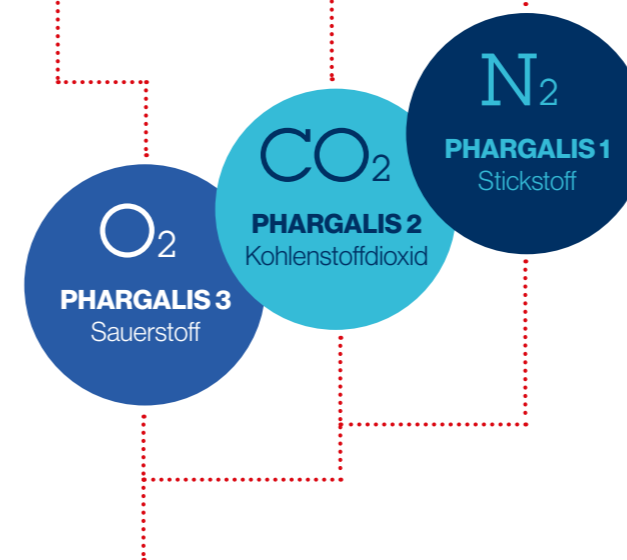 N₂
PHARGALIS 1
Stickstoff
CO₂
PHARGALIS 2
Kohlenstoffdioxid
O₂
PHARGALIS 3
Sauerstoff